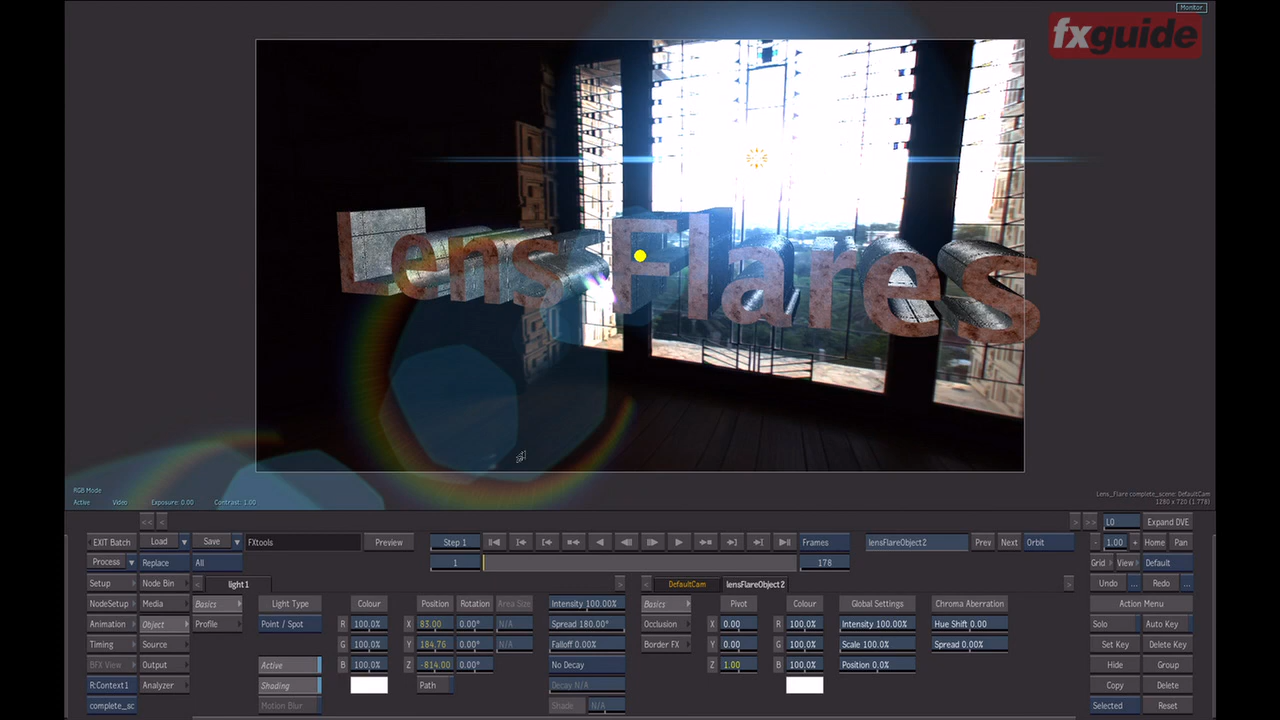 Monitor
fxguide
Lens Flares
RGB Mode
Active Video Exposure: 0.00 Contrast: 1.00
Lens_Flare complete_scene: DefaultCam
1280 x 720 (1.778)
<< < > >> L0 Expand DVE
EXIT Batch Load Save FXtools Preview Step 1 Frames lensFlareObject2 Prev Next Orbit - 1.00 + Home Pan
Process Replace All 1 178 Grid View Default
Setup Node Bin < light1 > DefaultCam lensFlareObject2 > Undo ... Redo ...
NodeSetup Media Basics Light Type Colour Position Rotation Area Size Intensity 100.00% Basics Pivot Colour Global Settings Chroma Aberration Action Menu
Animation Object Profile Point / Spot R 100.0% X 83.00 0.00° N/A Spread 180.00° Occlusion X 0.00 R 100.0% Intensity 100.00% Hue Shift 0.00 Solo Auto Key
Timing Source G 100.0% Y 184.76 0.00° N/A Falloff 0.00% Border FX Y 0.00 G 100.0% Scale 100.0% Spread 0.00% Set Key Delete Key
BFX View Output Active B 100.0% Z -814.00 0.00° No Decay Z 1.00 B 100.0% Position 0.0% Hide Group
R:Context1 Analyzer Shading Path Decay N/A Copy Delete
complete_sc Motion Blur Shade N/A Selected Reset